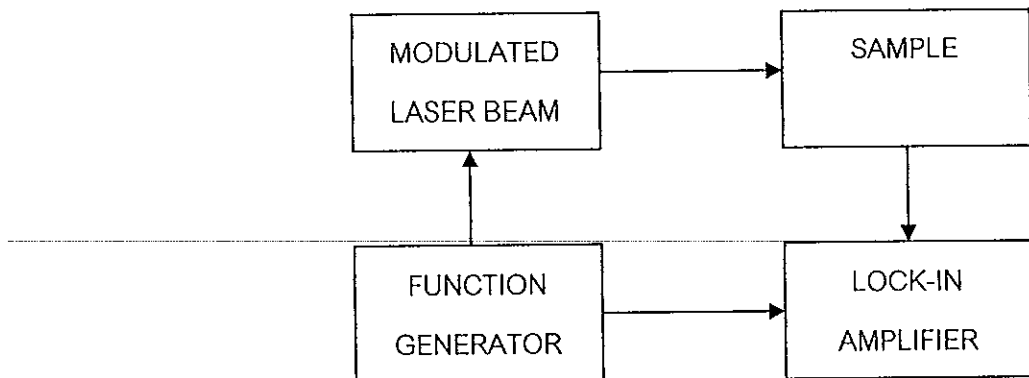 MODULATED
LASER BEAM
SAMPLE
FUNCTION
GENERATOR
LOCK-IN
AMPLIFIER